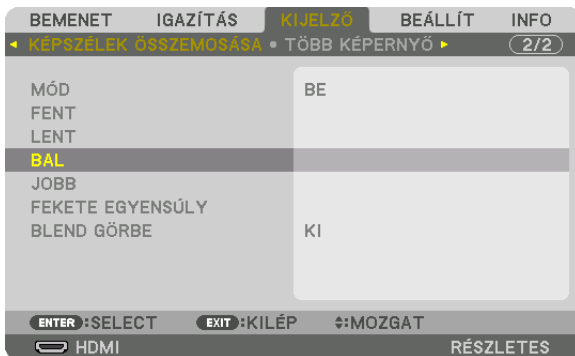 BEMENET IGAZÍTÁS KIJELZŐ BEÁLLÍT INFO
KÉPSZÉLEK ÖSSZEMOSÁSA • TÖBB KÉPERNYŐ 2/2
MÓD BE
FENT
LENT
BAL
JOBB
FEKETE EGYENSÚLY
BLEND GÖRBE KI
ENTER :SELECT EXIT :KILÉP :MOZGAT
HDMI RÉSZLETES